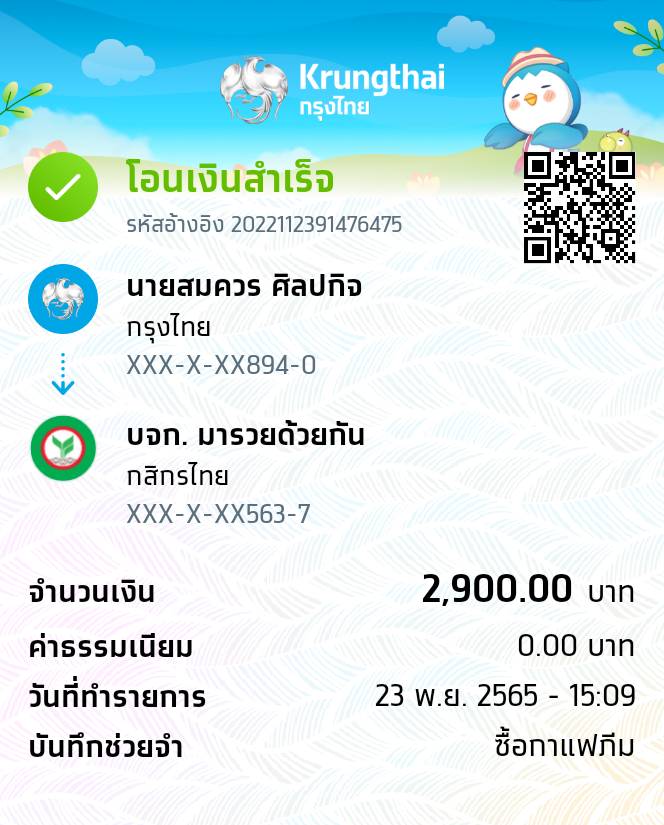 Krungthai
กรุงไทย
โอนเงินสำเร็จ
รหัสอ้างอิง 2022112391476475
นายสมควร ศิลปกิจ
กรุงไทย
XXX-X-XX894-0
บจก. มารวยด้วยกัน
กสิกรไทย
XXX-X-XX563-7
จำนวนเงิน 2,900.00 บาท
ค่าธรรมเนียม 0.00 บาท
วันที่ทำรายการ 23 พ.ย. 2565 - 15:09
บันทึกช่วยจำ ซื้อกาแฟภีม